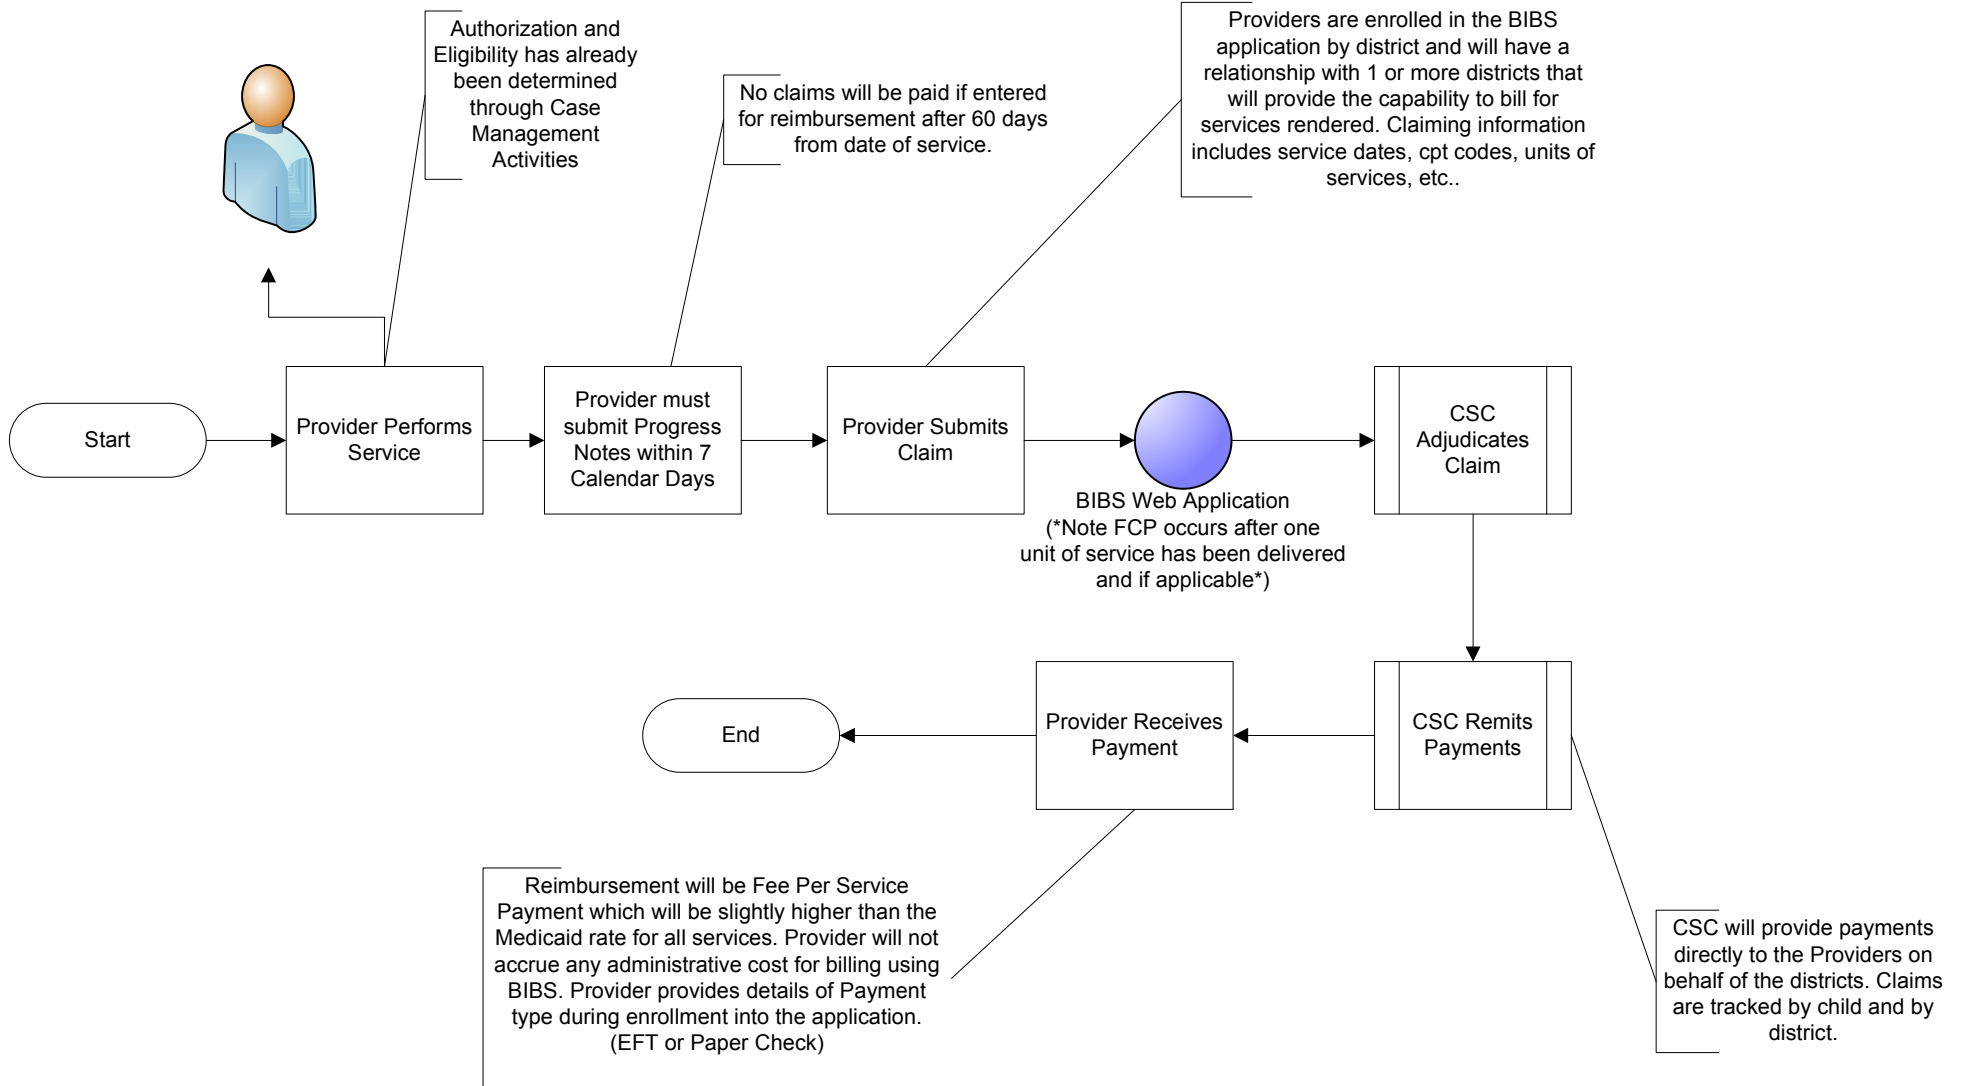 Authorization and
Eligibility has already
been determined
through Case
Management
Activities
No claims will be paid if entered
for reimbursement after 60 days
from date of service.
Providers are enrolled in the BIBS
application by district and will have a
relationship with 1 or more districts that
will provide the capability to bill for
services rendered. Claiming information
includes service dates, cpt codes, units of
services, etc..
Start
Provider Performs
Service
Provider must
submit Progress
Notes within 7
Calendar Days
Provider Submits
Claim
BIBS Web Application
(*Note FCP occurs after one
unit of service has been delivered
and if applicable*)
CSC
Adjudicates
Claim
CSC Remits
Payments
Provider Receives
Payment
End
Reimbursement will be Fee Per Service
Payment which will be slightly higher than the
Medicaid rate for all services. Provider will not
accrue any administrative cost for billing using
BIBS. Provider provides details of Payment
type during enrollment into the application.
(EFT or Paper Check)
CSC will provide payments
directly to the Providers on
behalf of the districts. Claims
are tracked by child and by
district.